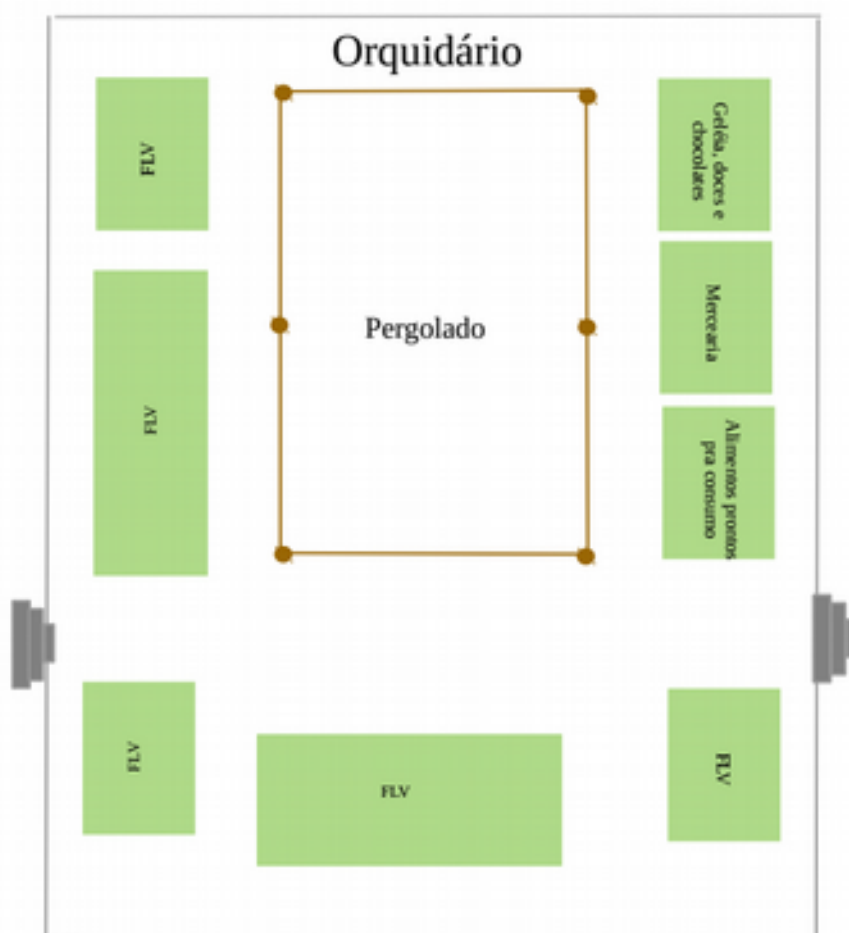 Orquidário
FLV
Geléia, doces e
chocolates
Mercearia
Pergolado
FLV
Alimentos prontos
pra consumo
FLV
FLV
FLV